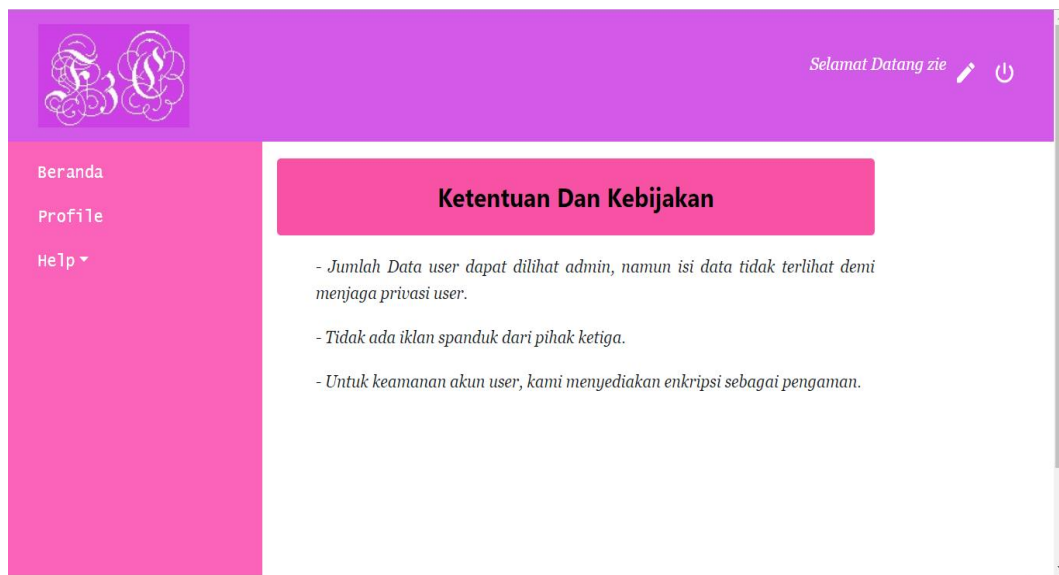 Selamat Datang zie
Beranda
Profile
Help
Ketentuan Dan Kebijakan
- Jumlah Data user dapat dilihat admin, namun isi data tidak terlihat demi
menjaga privasi user.
- Tidak ada iklan spanduk dari pihak ketiga.
- Untuk keamanan akun user, kami menyediakan enkripsi sebagai pengaman.